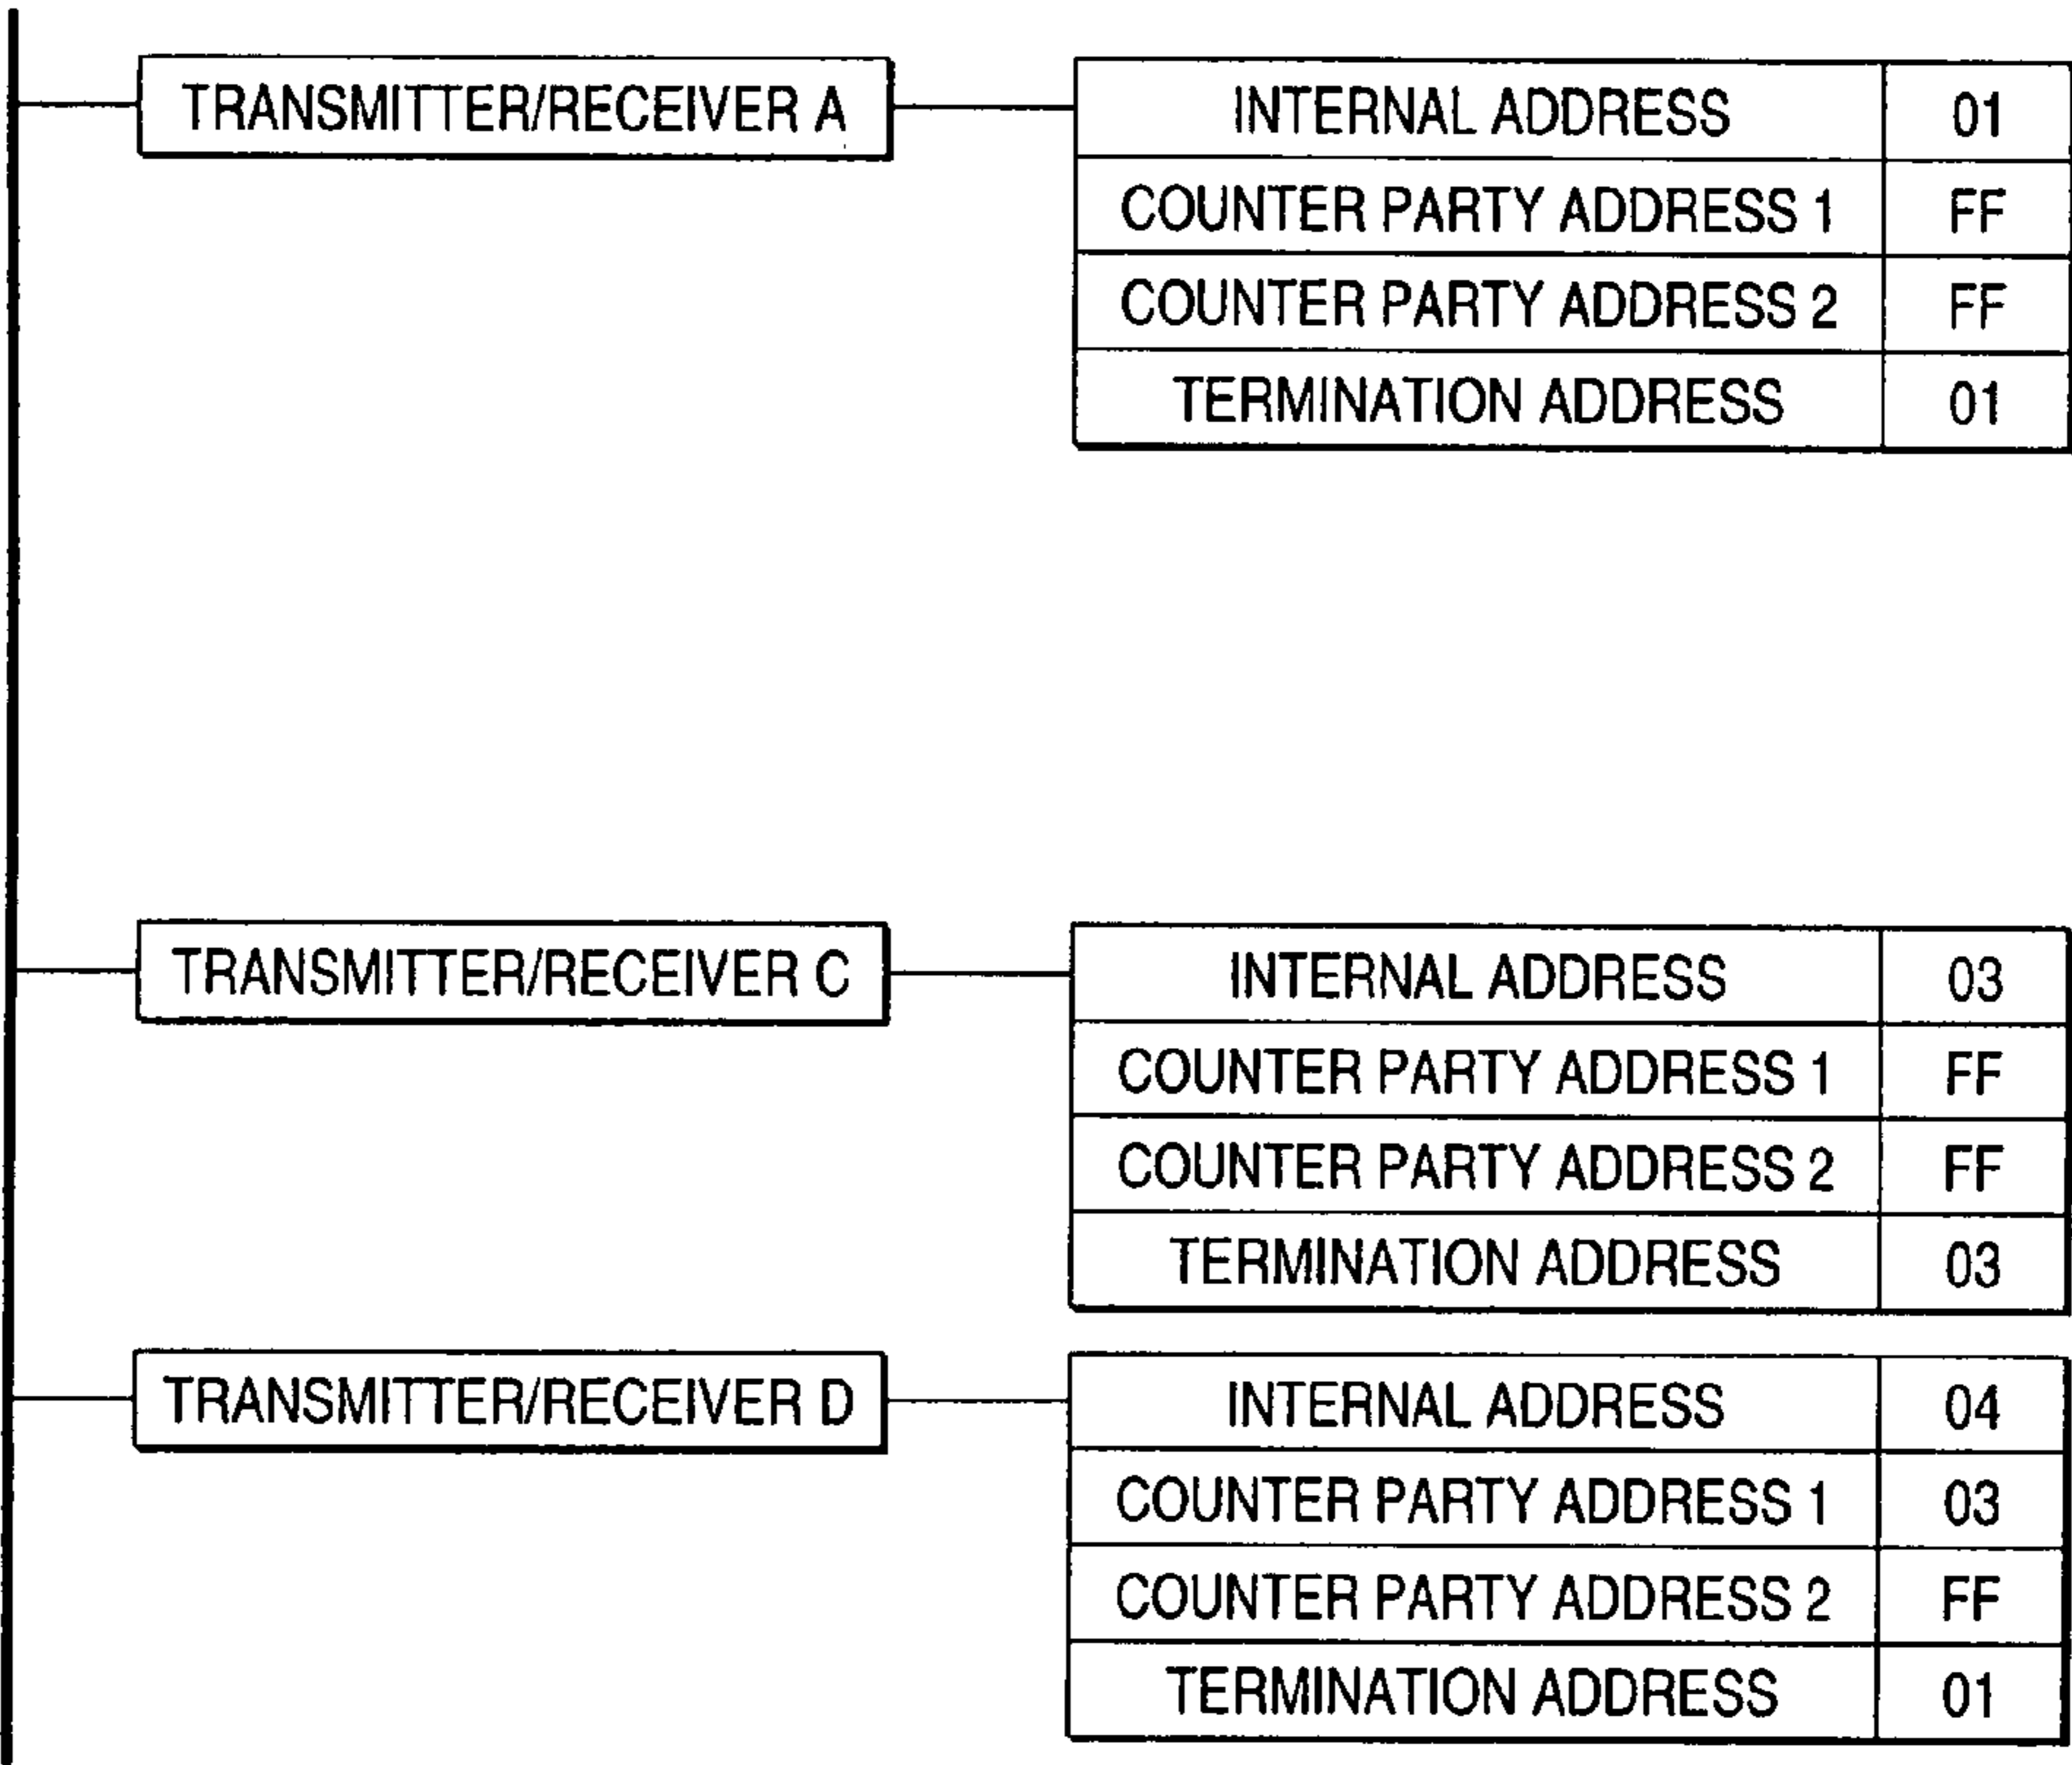 TRANSMITTER/RECEIVER A
INTERNAL ADDRESS 01
COUNTER PARTY ADDRESS 1 FF
COUNTER PARTY ADDRESS 2 FF
TERMINATION ADDRESS 01
TRANSMITTER/RECEIVER C
INTERNAL ADDRESS 03
COUNTER PARTY ADDRESS 1 FF
COUNTER PARTY ADDRESS 2 FF
TERMINATION ADDRESS 03
TRANSMITTER/RECEIVER D
INTERNAL ADDRESS 04
COUNTER PARTY ADDRESS 1 03
COUNTER PARTY ADDRESS 2 FF
TERMINATION ADDRESS 01